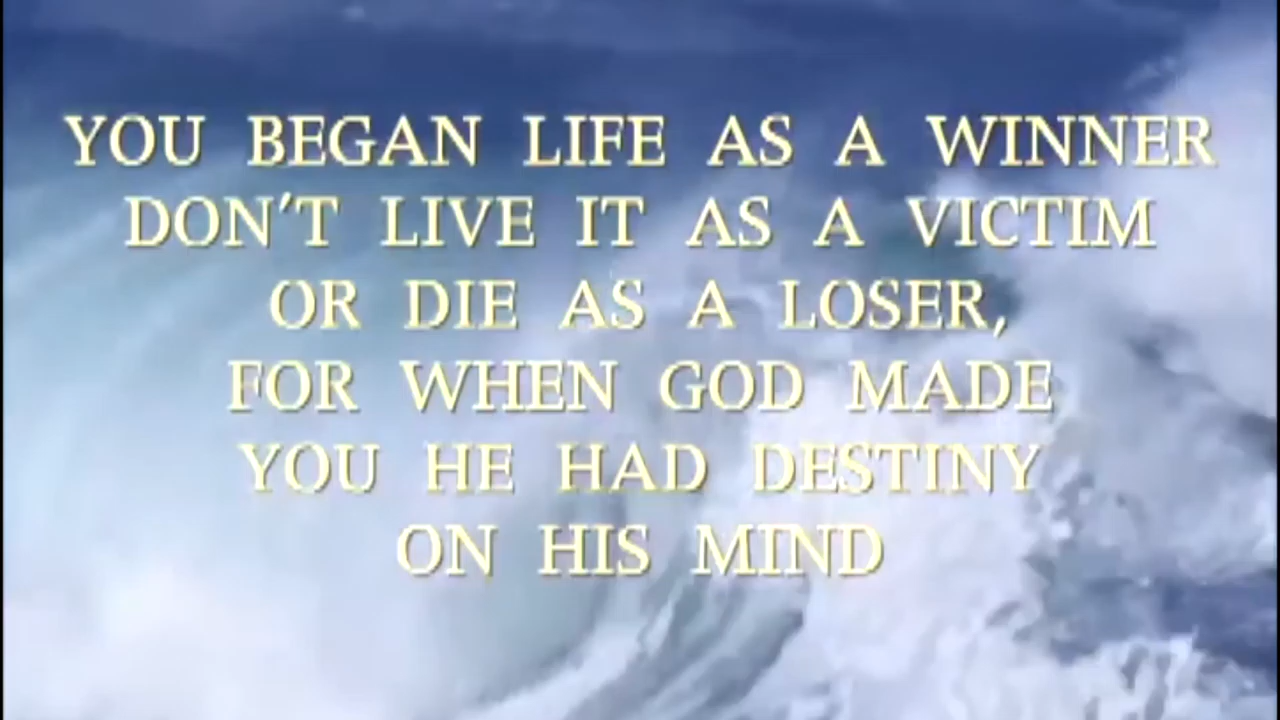 YOU BEGAN LIFE AS A WINNER
DON'T LIVE IT AS A VICTIM
OR DIE AS A LOSER,
FOR WHEN GOD MADE
YOU HE HAD DESTINY
ON HIS MIND